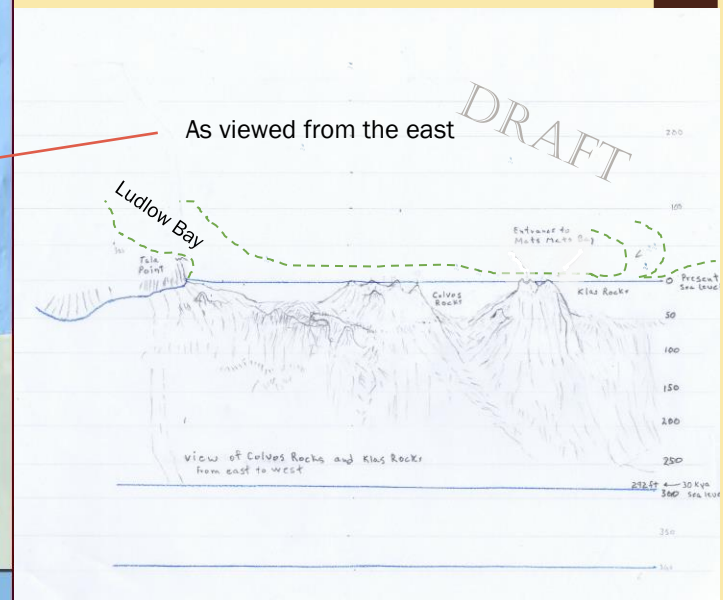 DRAFT
As viewed from the east
200
Ludlow Bay
100
Entrance to
Mats Mats Bay
Tala
Point
0
Present
Sea level
Colvos
Rocks
Klas Rocks
50
100
150
200
View of Colvos Rocks and Klas Rocks
from east to west
250
292ft ← 30 Kya
300 Sea level
350